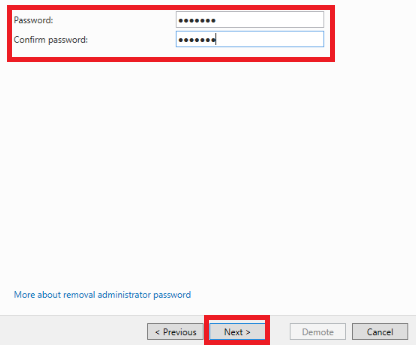 Password: ●●●●●●●
Confirm password: ●●●●●●●
More about removal administrator password
< Previous Next > Demote Cancel